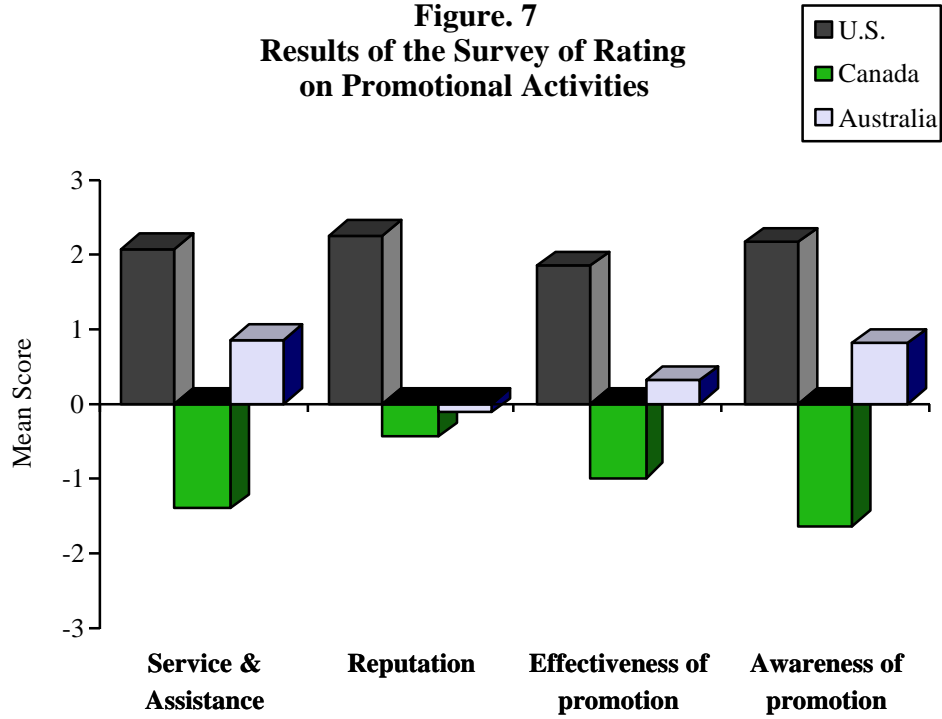 Figure. 7
Results of the Survey of Rating
on Promotional Activities
U.S.
Canada
Australia
3
2
1
0
-1
-2
-3
Mean Score
Service &
Assistance
Reputation
Effectiveness of
promotion
Awareness of
promotion